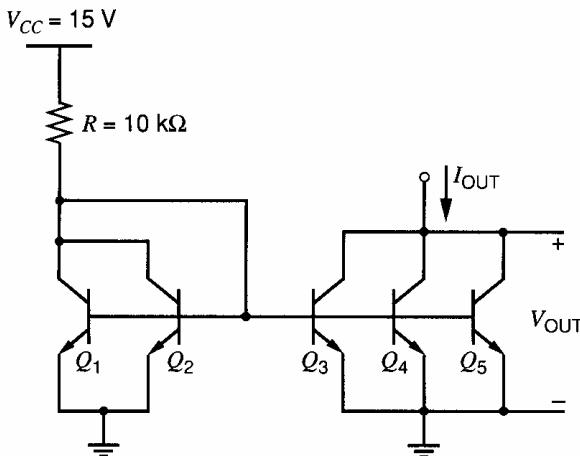 V_CC = 15 V
R = 10 kΩ
I_OUT
+
V_OUT
−
Q_1
Q_2
Q_3
Q_4
Q_5